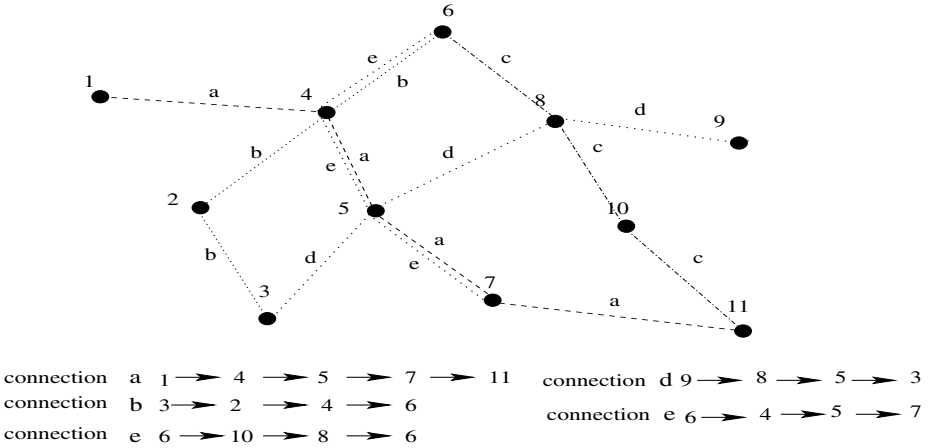 6
e
c
1
b
a
4
8
d
9
b
a
d
c
e
2
5
10
b
d
a
e
c
3
7
a
11
connection a 1 4 5 7 11
connection b 3 2 4 6
connection e 6 10 8 6
connection d 9 8 5 3
connection e 6 4 5 7